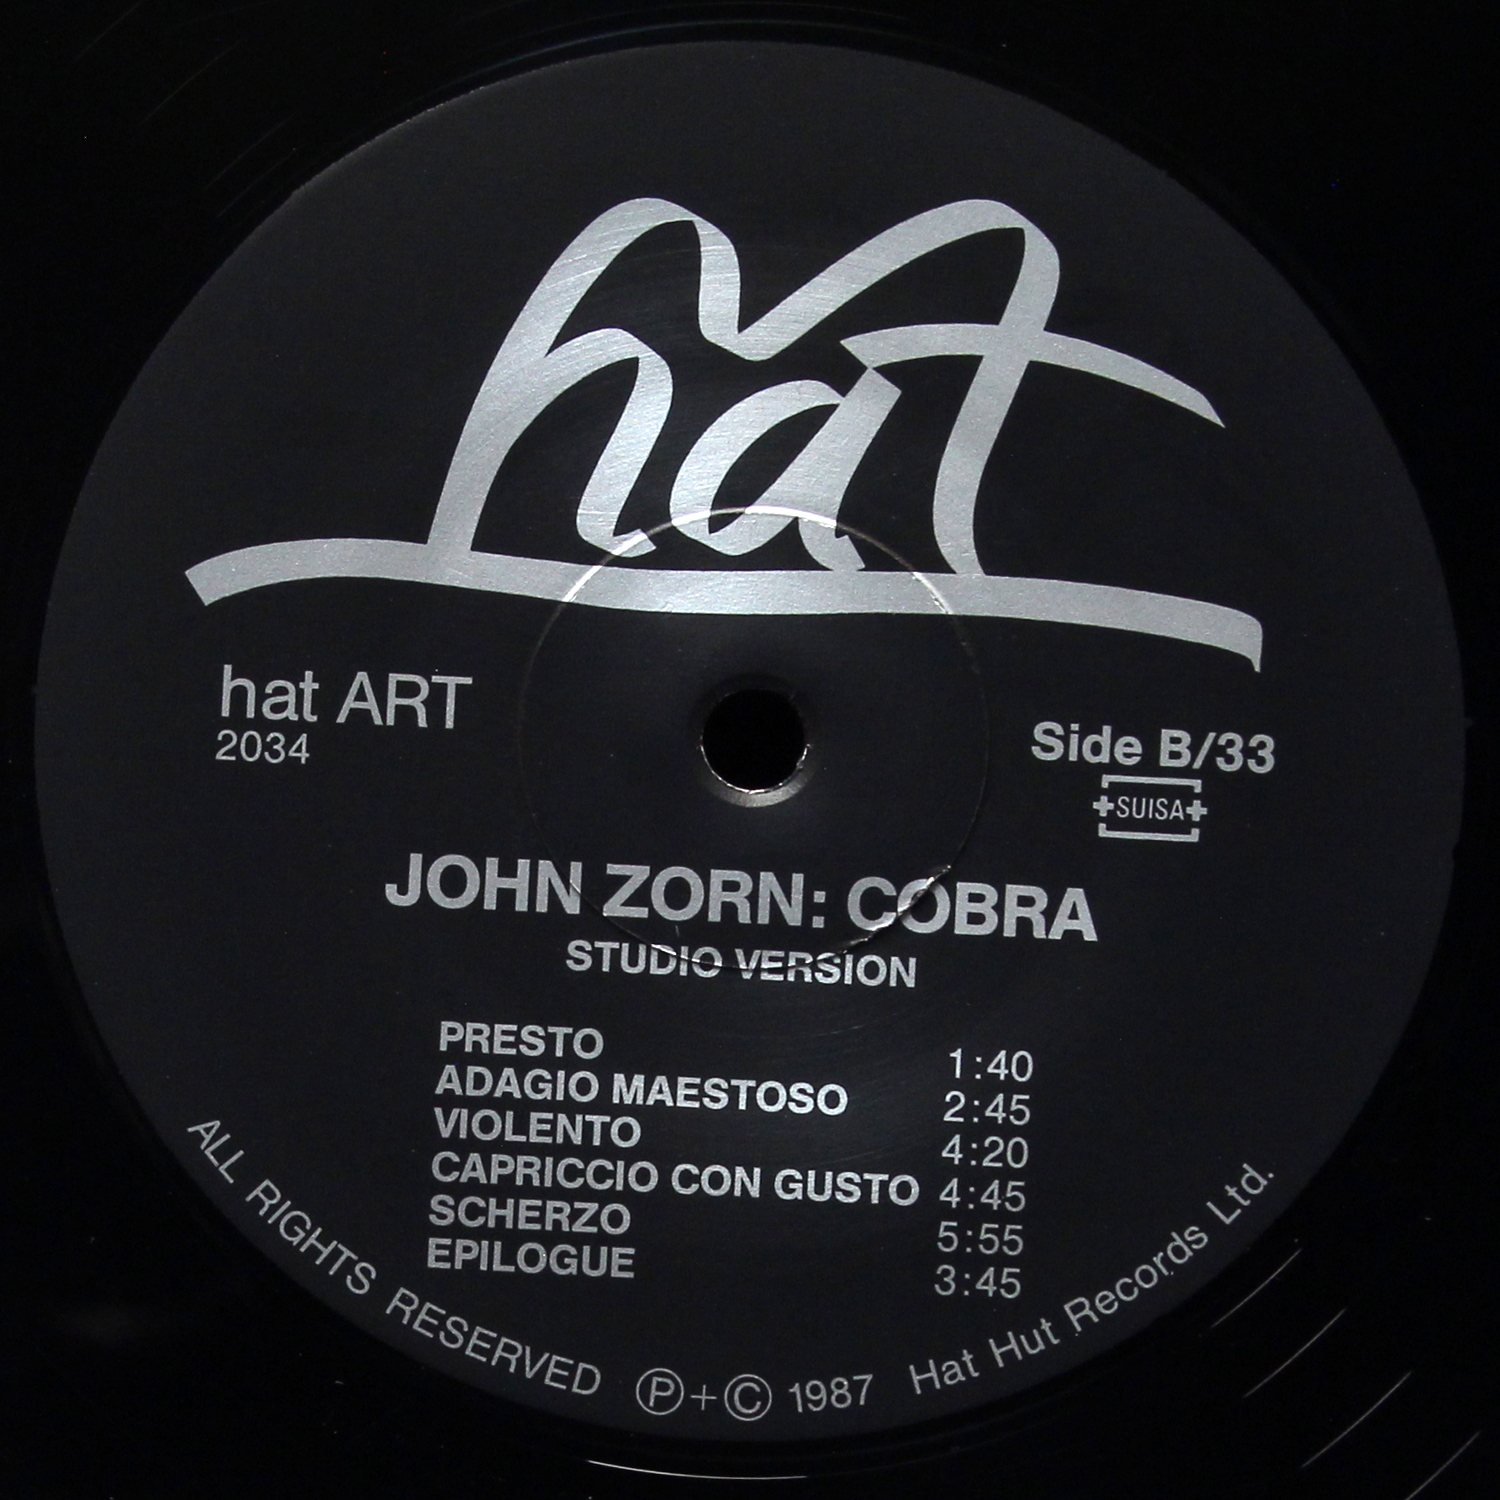 hat
hat ART
2034
Side B/33
SUISA
JOHN ZORN: COBRA
STUDIO VERSION
PRESTO 1:40
ADAGIO MAESTOSO 2:45
VIOLENTO 4:20
CAPRICCIO CON GUSTO 4:45
SCHERZO 5:55
EPILOGUE 3:45
ALL RIGHTS RESERVED Ⓟ+Ⓒ 1987 Hat Hut Records Ltd.